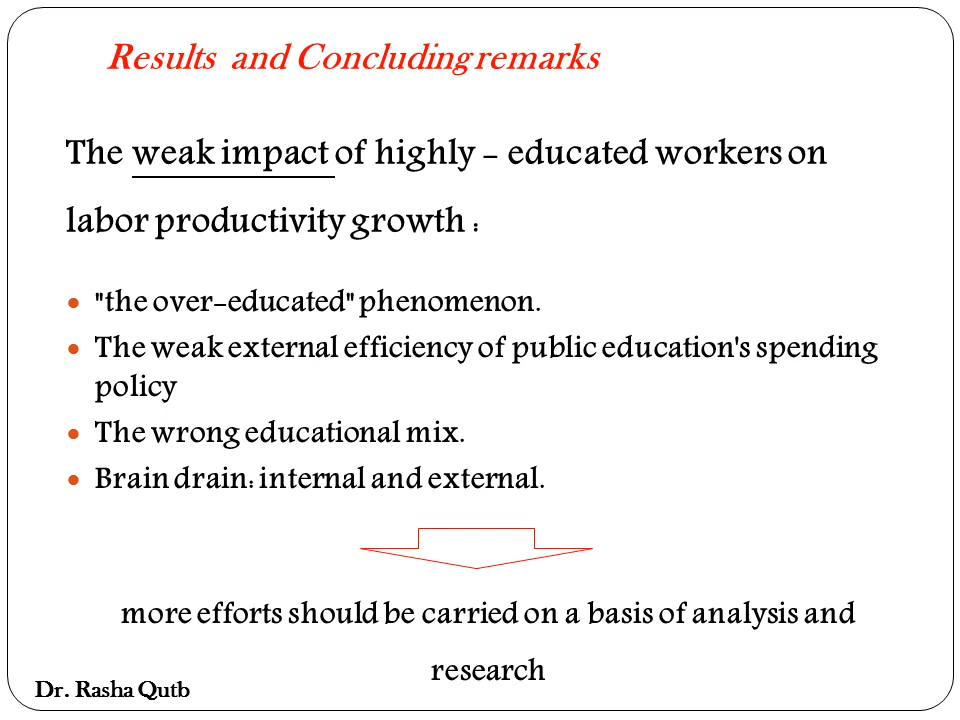 Results and Concluding remarks
The weak impact of highly - educated workers on
labor productivity growth :
• "the over-educated" phenomenon.
• The weak external efficiency of public education's spending
policy
• The wrong educational mix.
• Brain drain: internal and external.
more efforts should be carried on a basis of analysis and
research
Dr. Rasha Qutb